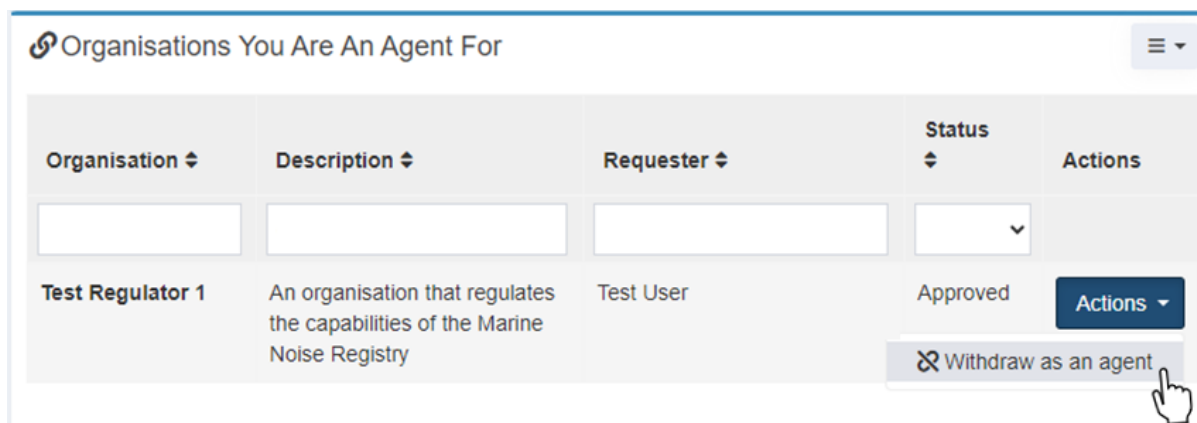 Organisations You Are An Agent For
Status
Organisation Description Requester Actions
Test Regulator 1 An organisation that regulates Test User Approved Actions
the capabilities of the Marine
Noise Registry
Withdraw as an agent